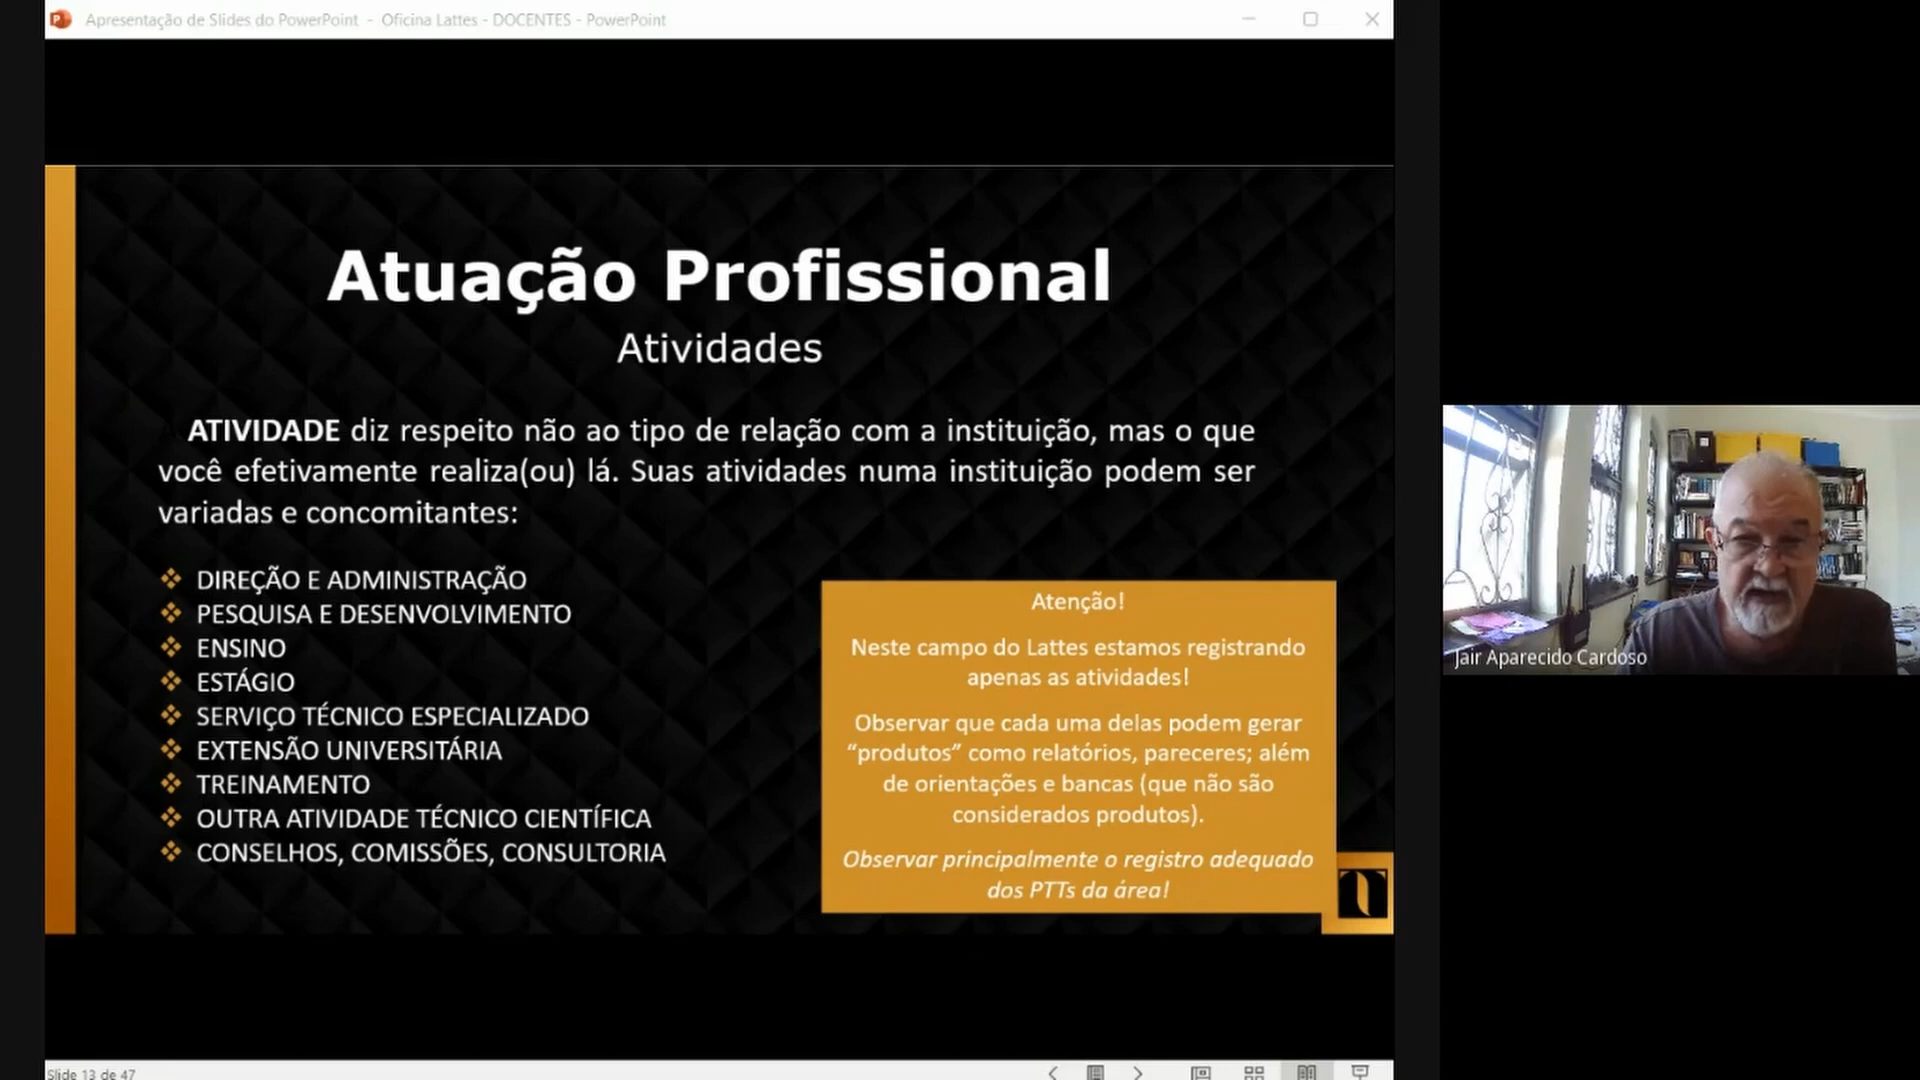 Apresentação de Slides do PowerPoint - Oficina Lattes - DOCENTES - PowerPoint
Atuação Profissional
Atividades
ATIVIDADE diz respeito não ao tipo de relação com a instituição, mas o que
você efetivamente realiza(ou) lá. Suas atividades numa instituição podem ser
variadas e concomitantes:
DIREÇÃO E ADMINISTRAÇÃO
PESQUISA E DESENVOLVIMENTO
ENSINO
ESTÁGIO
SERVIÇO TÉCNICO ESPECIALIZADO
EXTENSÃO UNIVERSITÁRIA
TREINAMENTO
OUTRA ATIVIDADE TÉCNICO CIENTÍFICA
CONSELHOS, COMISSÕES, CONSULTORIA
Atenção!
Neste campo do Lattes estamos registrando
apenas as atividades!
Observar que cada uma delas podem gerar
“produtos” como relatórios, pareceres; além
de orientações e bancas (que não são
considerados produtos).
Observar principalmente o registro adequado
dos PTTs da área!
Jair Aparecido Cardoso
Slide 13 de 47